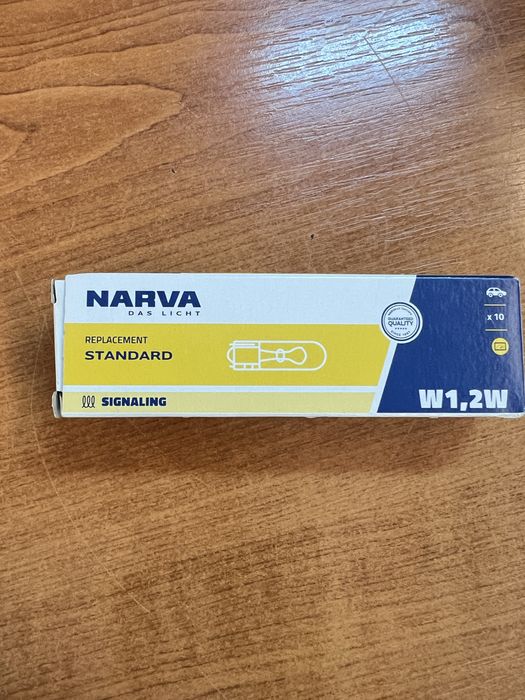 NARVA
DAS LICHT
REPLACEMENT
STANDARD
SIGNALING
GUARANTEED
QUALITY
x 10
W1,2W